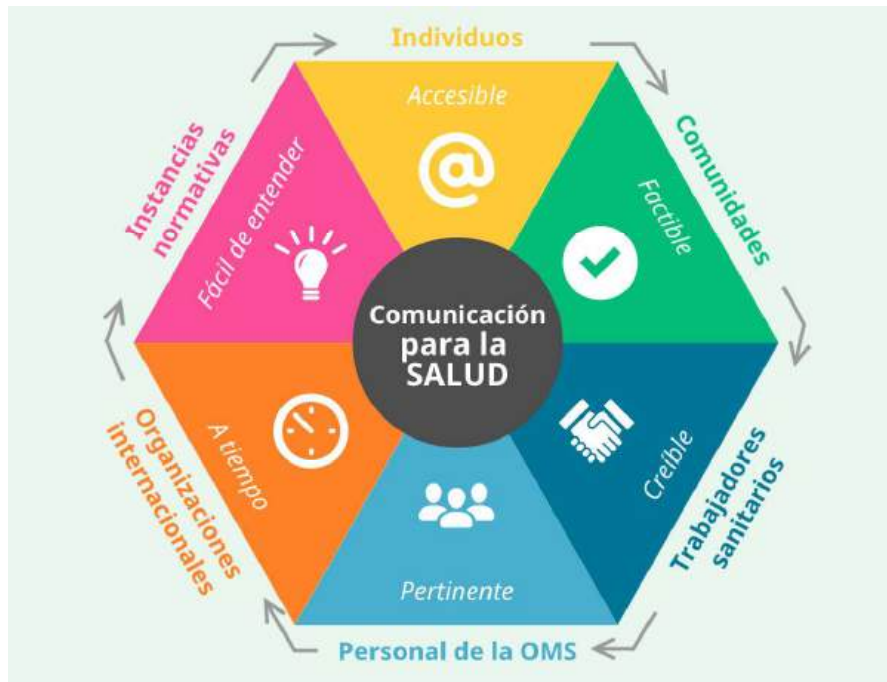 Individuos
Accesible
@
Comunidades
Factible
Trabajadores
sanitarios
Creíble
Personal de la OMS
Pertinente
Organizaciones
internacionales
A tiempo
Instancias
normativas
Fácil de entender
Comunicación
para la
SALUD